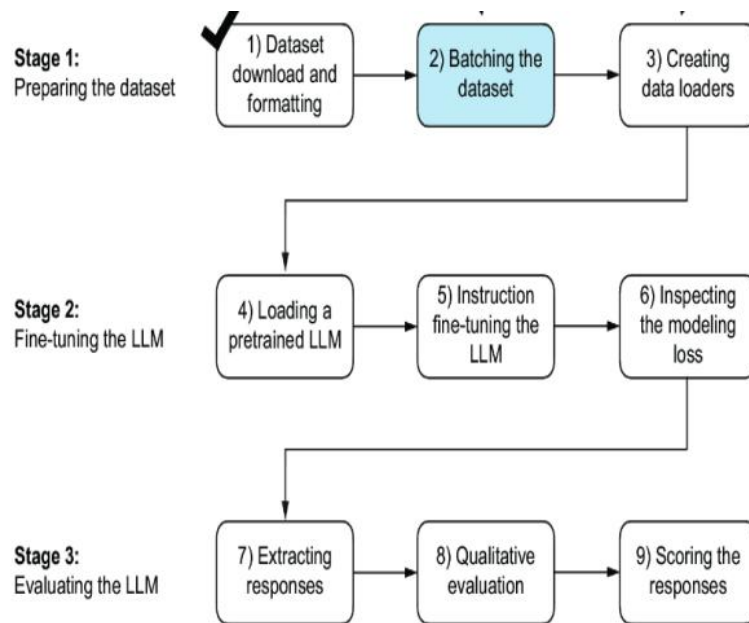 Stage 1:
Preparing the dataset
1) Dataset
download and
formatting
2) Batching the
dataset
3) Creating
data loaders
Stage 2:
Fine-tuning the LLM
4) Loading a
pretrained LLM
5) Instruction
fine-tuning the
LLM
6) Inspecting
the modeling
loss
Stage 3:
Evaluating the LLM
7) Extracting
responses
8) Qualitative
evaluation
9) Scoring the
responses